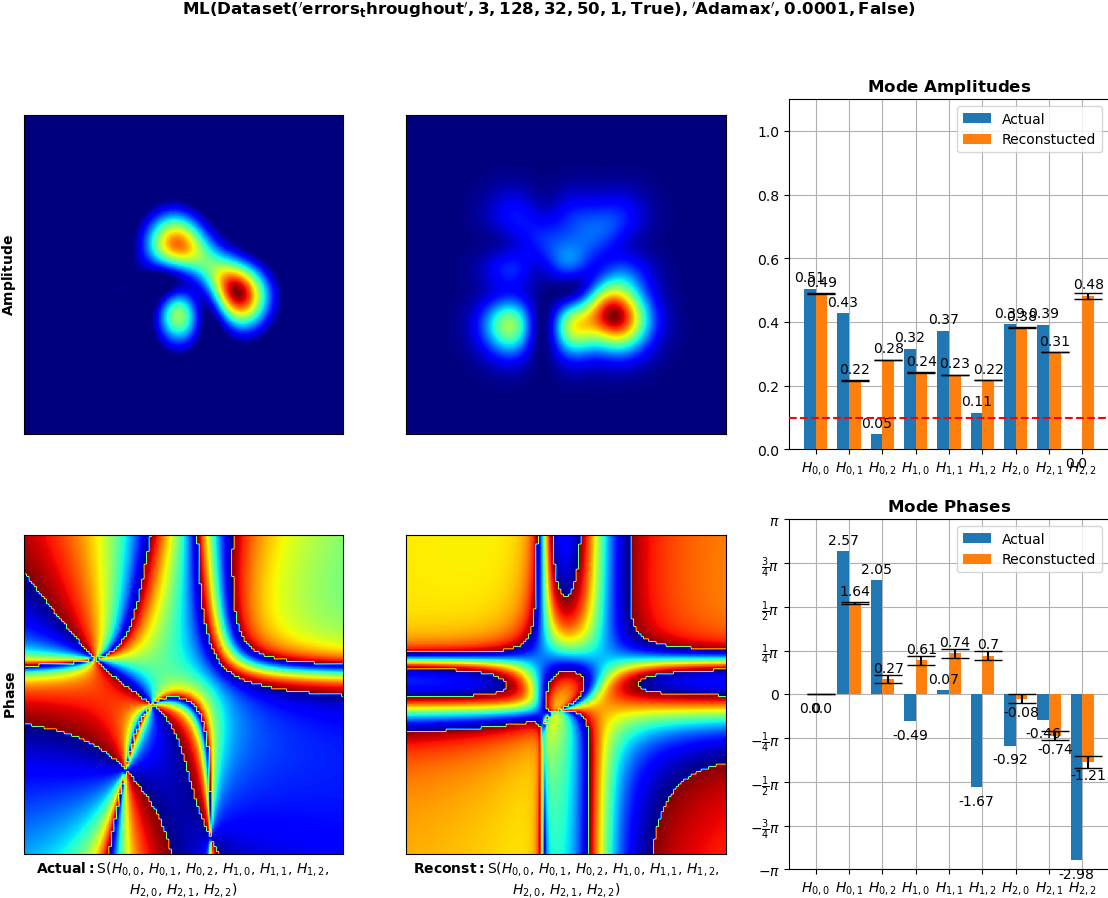 ML(Dataset('errors_throughout', 3, 128, 32, 50, 1, True), 'Adamax', 0.0001, False)
Amplitude
Mode Amplitudes
Actual
Reconstucted
1.0
0.8
0.6
0.4
0.2
0.0
0.51
0.49
0.43
0.22
0.05
0.28
0.32
0.24
0.37
0.23
0.11
0.22
0.39
0.38
0.39
0.31
0.0
0.48
H0,0 H0,1 H0,2 H1,0 H1,1 H1,2 H2,0 H2,1 H2,2
Phase
Mode Phases
Actual
Reconstucted
π
3/4π
1/2π
1/4π
0
−1/4π
−1/2π
−3/4π
−π
0.0
0.0
2.57
1.64
2.05
0.27
-0.49
0.61
0.07
0.74
-1.67
0.7
-0.92
-0.08
-0.46
-0.74
-2.98
-1.21
H0,0 H0,1 H0,2 H1,0 H1,1 H1,2 H2,0 H2,1 H2,2
Actual: S(H0,0, H0,1, H0,2, H1,0, H1,1, H1,2,
H2,0, H2,1, H2,2)
Reconst: S(H0,0, H0,1, H0,2, H1,0, H1,1, H1,2,
H2,0, H2,1, H2,2)